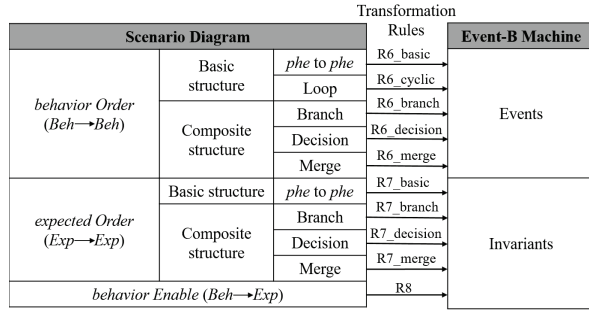 Transformation
Rules
Scenario Diagram
Event-B Machine
behavior Order
(Beh→Beh)
Basic
structure
phe to phe
R6_basic
Loop
R6_cyclic
Composite
structure
Branch
R6_branch
Decision
R6_decision
Merge
R6_merge
Events
expected Order
(Exp→Exp)
Basic structure
phe to phe
R7_basic
Composite
structure
Branch
R7_branch
Decision
R7_decision
Merge
R7_merge
Invariants
behavior Enable (Beh→Exp)
R8